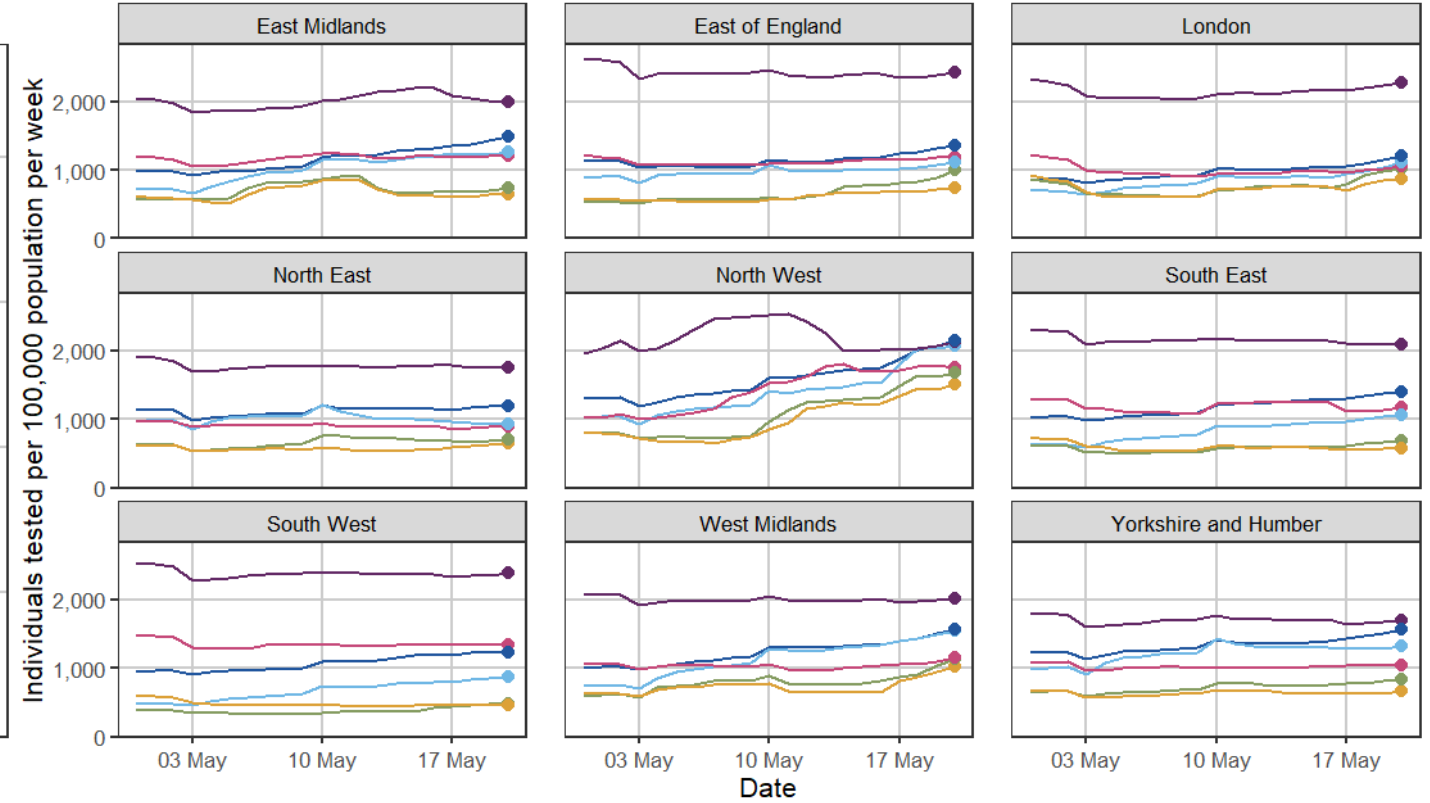 Individuals tested per 100,000 population per week
East Midlands
East of England
London
2,000
1,000
0
North East
North West
South East
2,000
1,000
0
South West
West Midlands
Yorkshire and Humber
2,000
1,000
0
03 May 10 May 17 May
03 May 10 May 17 May
03 May 10 May 17 May
Date